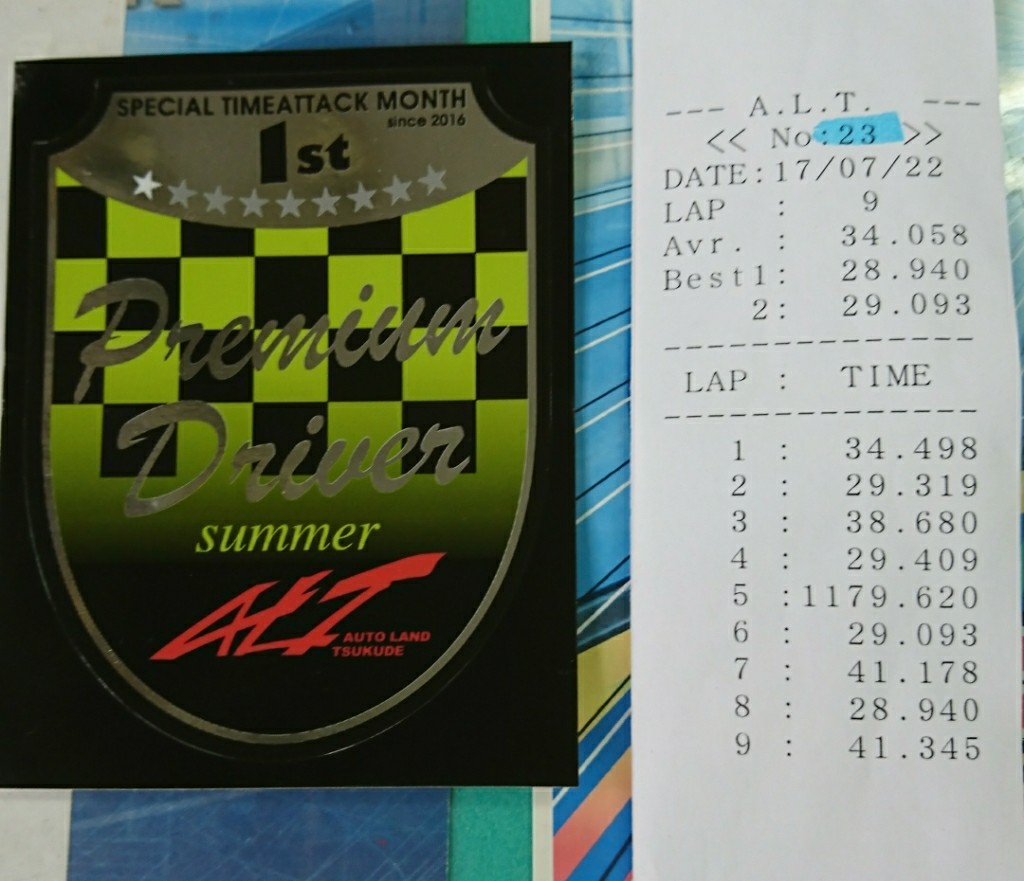 SPECIAL TIMEATTACK MONTH
since 2016
1st
Premium
Driver
summer
ALT
AUTO LAND
TSUKUDE
--- A.L.T. ---
<< No:23 >>
DATE:17/07/22
LAP : 9
Avr. : 34.058
Best1: 28.940
2: 29.093
---------------
LAP : TIME
---------------
1 : 34.498
2 : 29.319
3 : 38.680
4 : 29.409
5 :1179.620
6 : 29.093
7 : 41.178
8 : 28.940
9 : 41.345